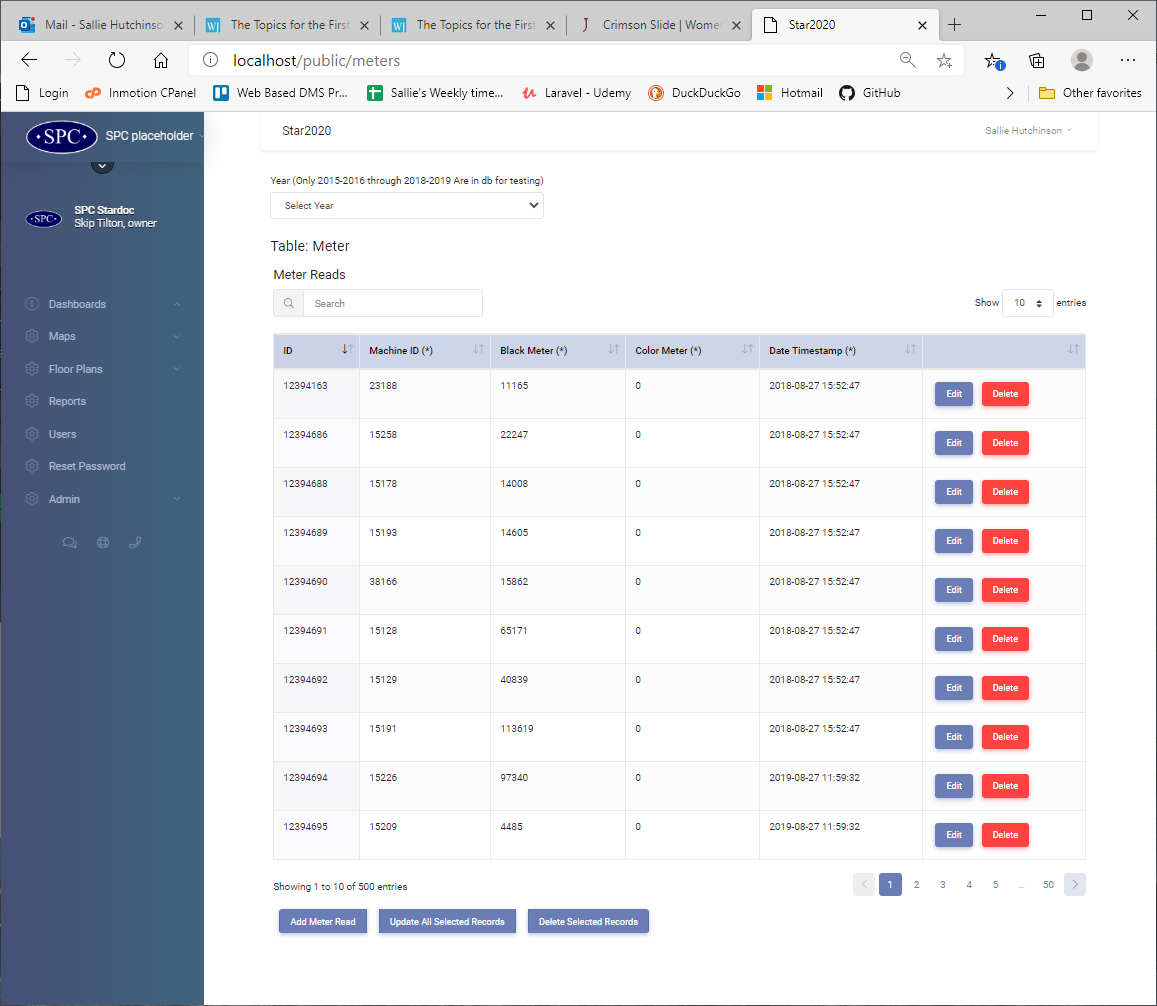 Mail - Sallie Hutchinso
The Topics for the First
The Topics for the First
Crimson Slide | Women
Star2020
localhost/public/meters
Login
Inmotion CPanel
Web Based DMS Pr...
Sallie's Weekly time...
Laravel - Udemy
DuckDuckGo
Hotmail
GitHub
Other favorites
SPC
SPC placeholder
Star2020
Sallie Hutchinson
SPC
SPC Stardoc
Skip Tilton, owner
Year (Only 2015-2016 through 2018-2019 Are in db for testing)
Select Year
Table: Meter
Meter Reads
Search
Show 10 entries
Dashboards
Maps
Floor Plans
Reports
Users
Reset Password
Admin
ID Machine ID (*) Black Meter (*) Color Meter (*) Date Timestamp (*)
12394163 23188 11165 0 2018-08-27 15:52:47 Edit Delete
12394686 15258 22247 0 2018-08-27 15:52:47 Edit Delete
12394688 15178 14008 0 2018-08-27 15:52:47 Edit Delete
12394689 15193 14605 0 2018-08-27 15:52:47 Edit Delete
12394690 38166 15862 0 2018-08-27 15:52:47 Edit Delete
12394691 15128 65171 0 2018-08-27 15:52:47 Edit Delete
12394692 15129 40839 0 2018-08-27 15:52:47 Edit Delete
12394693 15191 113619 0 2018-08-27 15:52:47 Edit Delete
12394694 15226 97340 0 2019-08-27 11:59:32 Edit Delete
12394695 15209 4485 0 2019-08-27 11:59:32 Edit Delete
Showing 1 to 10 of 500 entries
1 2 3 4 5 ... 50
Add Meter Read
Update All Selected Records
Delete Selected Records